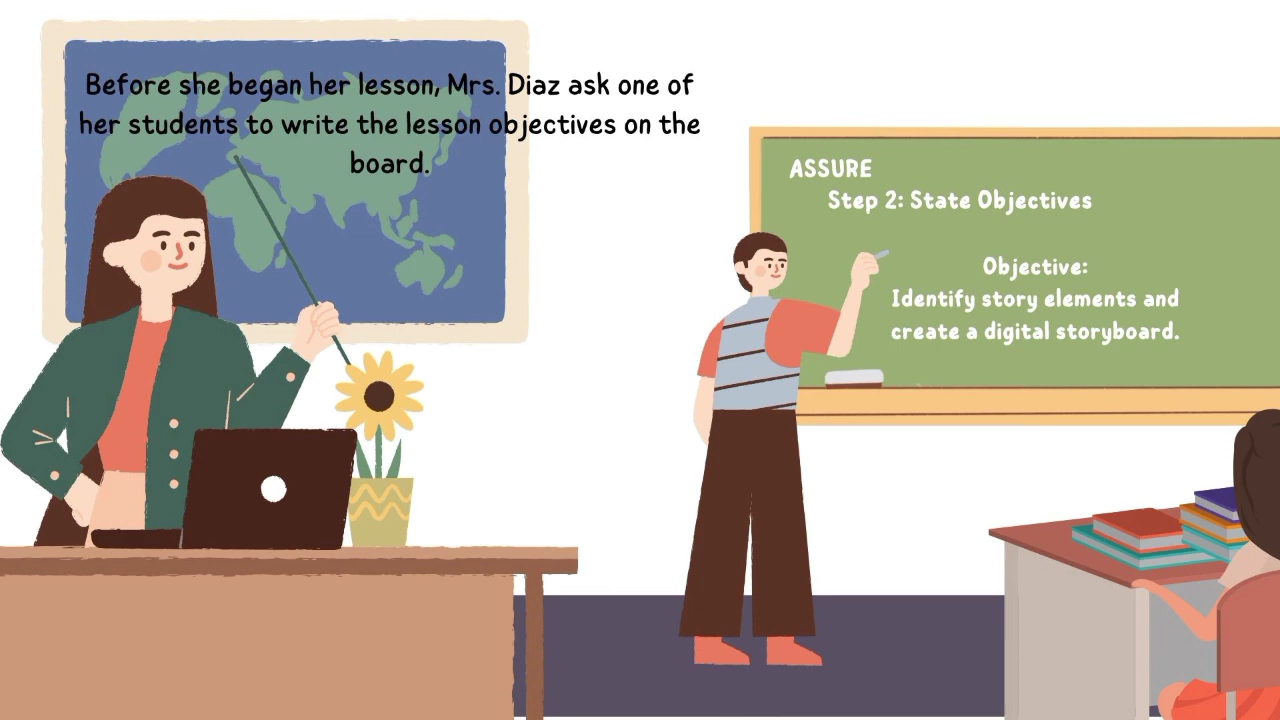 Before she began her lesson, Mrs. Diaz ask one of
her students to write the lesson objectives on the
board.
ASSURE
Step 2: State Objectives
Objective:
Identify story elements and
create a digital storyboard.